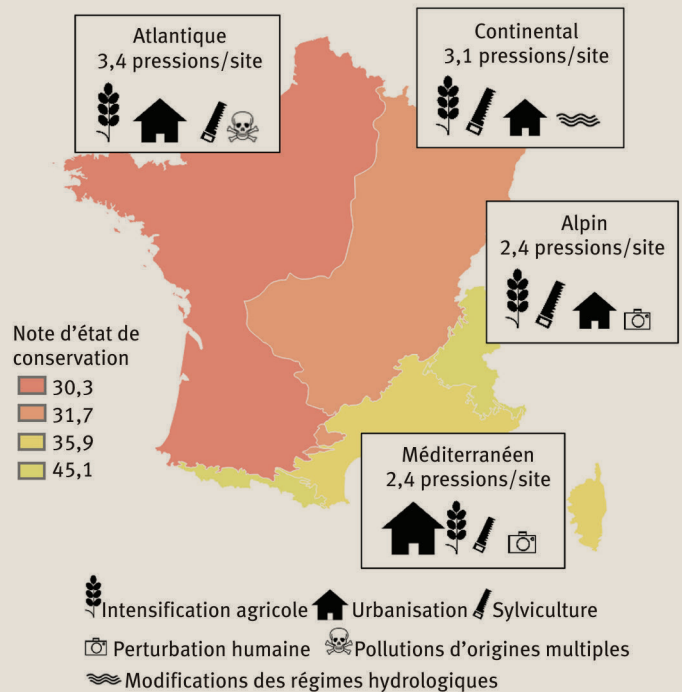 Atlantique
3,4 pressions/site
Continental
3,1 pressions/site
Alpin
2,4 pressions/site
Note d’état de
conservation
30,3
31,7
35,9
45,1
Méditerranéen
2,4 pressions/site
Intensification agricole Urbanisation Sylviculture
Perturbation humaine Pollutions d’origines multiples
Modifications des régimes hydrologiques